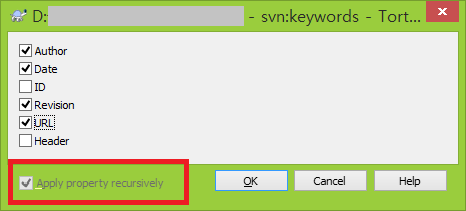 D:\ - svn:keywords - Tort...
Author
Date
ID
Revision
URL
Header
Apply property recursively
OK Cancel Help